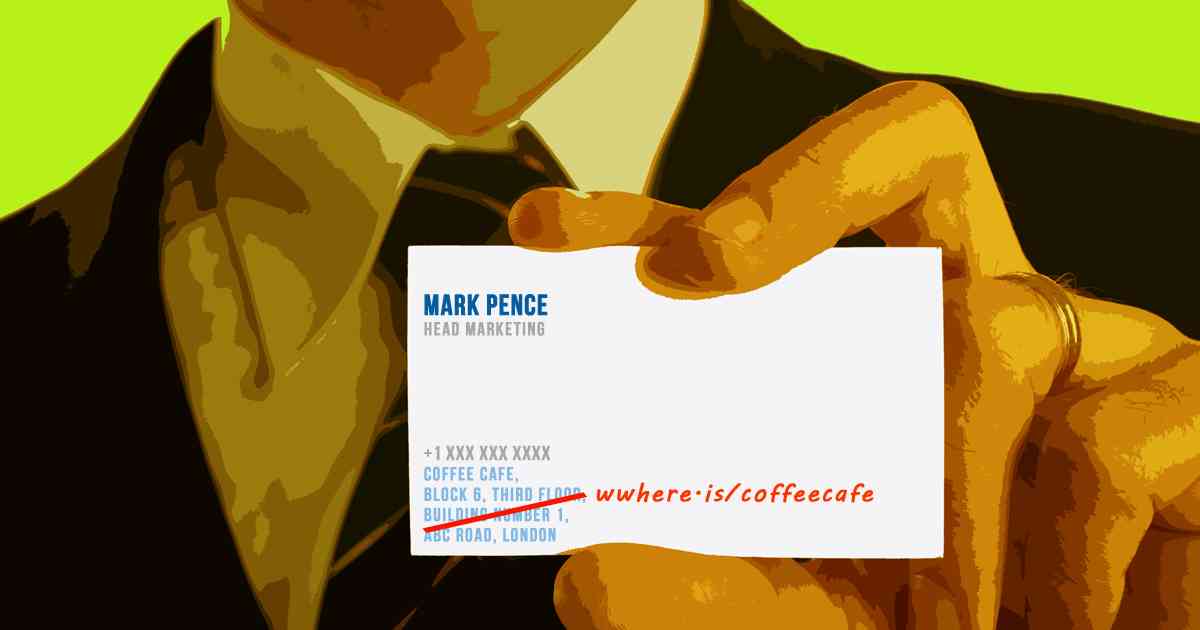 MARK PENCE
HEAD MARKETING
+1 XXX XXX XXXX
COFFEE CAFE,
BLOCK 6, THIRD FLOOR, wwhere.is/coffeecafe
BUILDING NUMBER 1,
ABC ROAD, LONDON